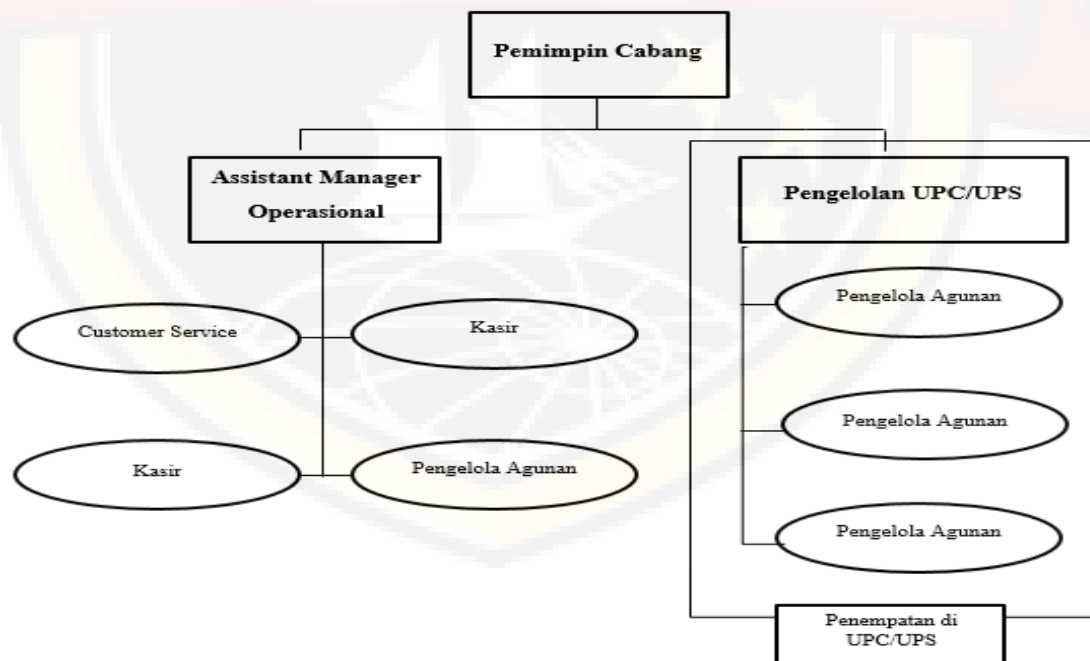 Pemimpin Cabang
Assistant Manager
Operasional
Pengelolan UPC/UPS
Customer Service
Kasir
Kasir
Pengelola Agunan
Pengelola Agunan
Pengelola Agunan
Pengelola Agunan
Penempatan di
UPC/UPS